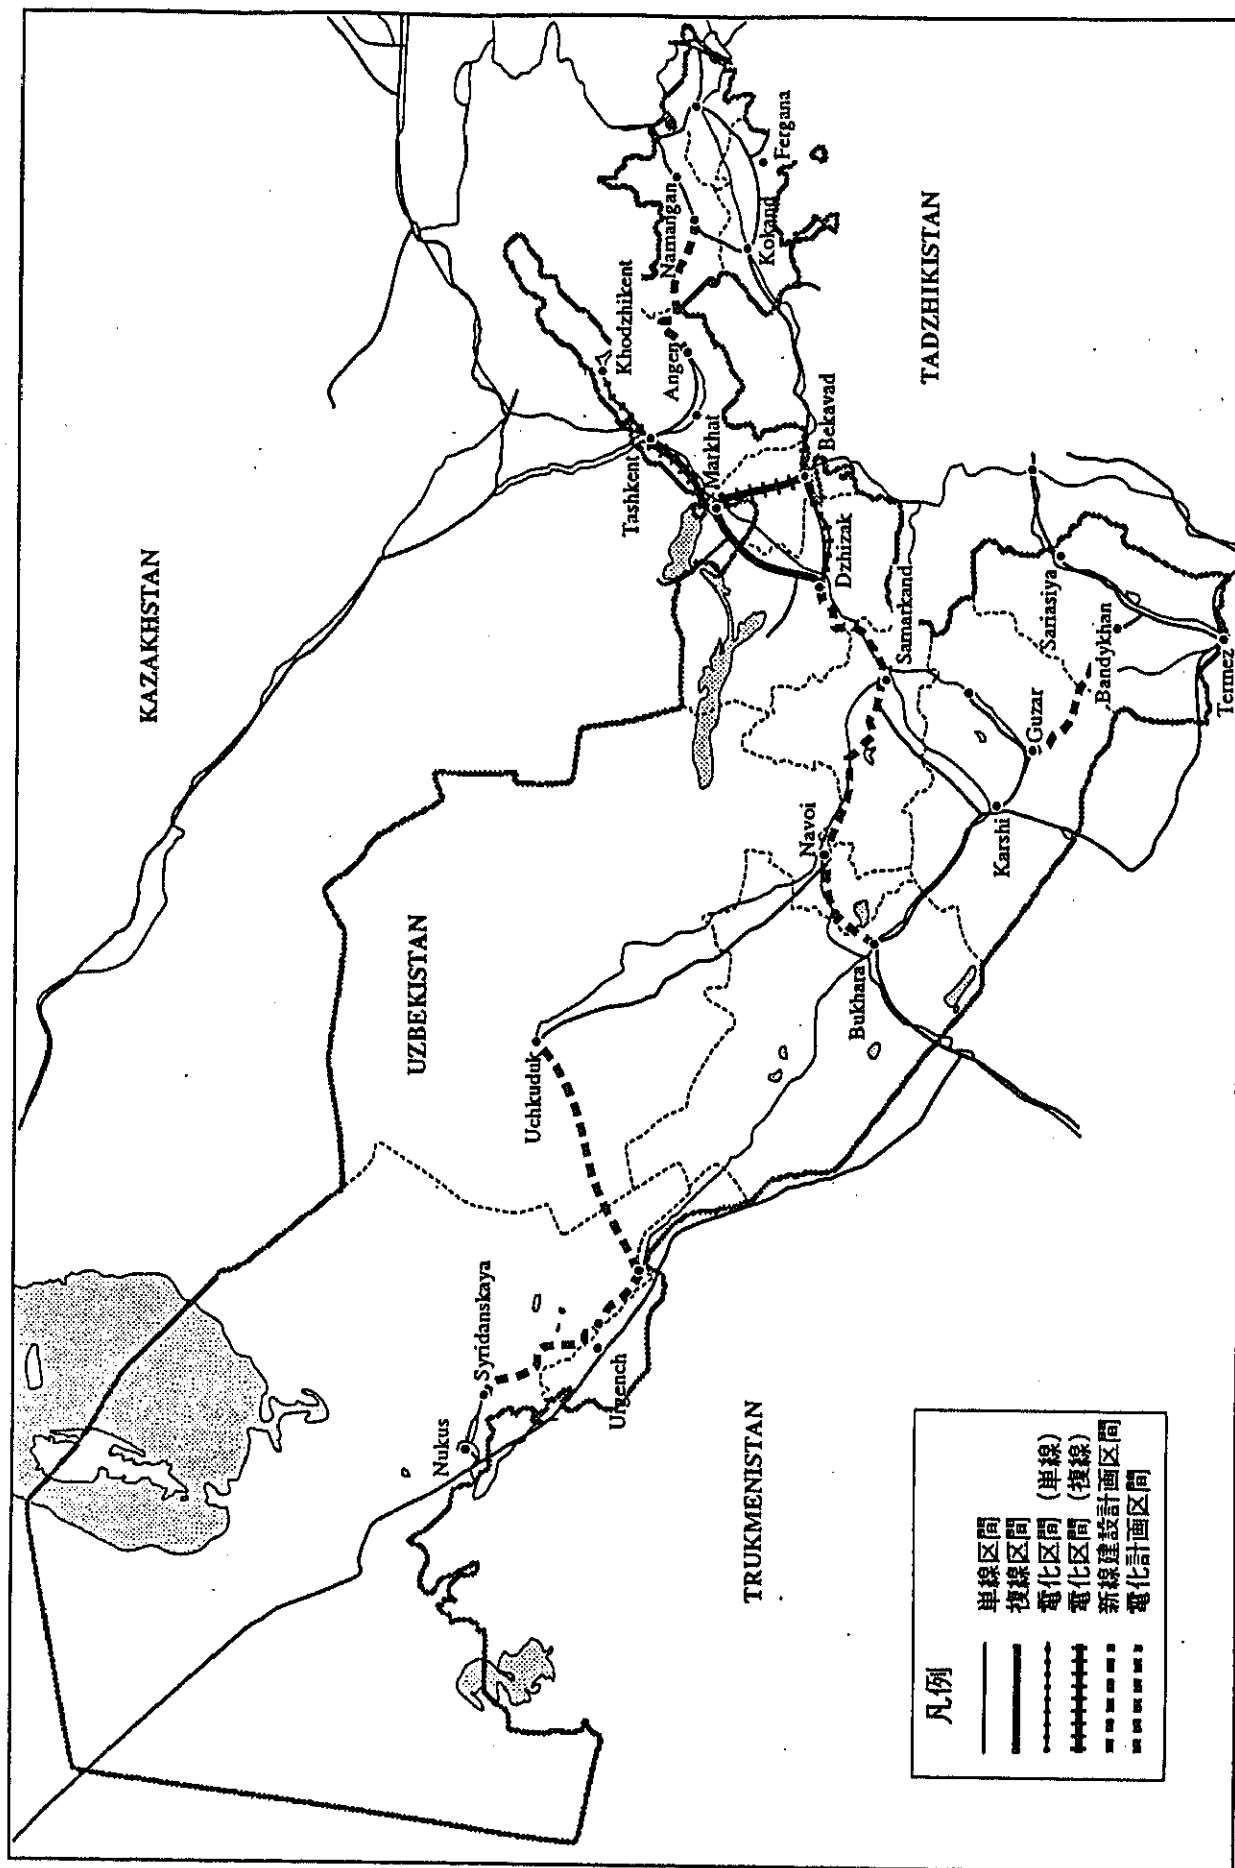 KAZAKHSTAN
UZBEKISTAN
TRUKMENISTAN
TADZHIKISTAN
Nukus
Syridanskaya
Urgench
Uchkuduk
Bukhara
Navoi
Karshi
Guzar
Samarkand
Dzhizak
Bekavad
Markhat
Tashkent
Khodzhikent
Angen
Namangan
Kokand
Fergana
Sariasiya
Bandykhan
Termez
凡例
単線区間
複線区間
電化区間 (単線)
電化区間 (複線)
新線建設計画区間
電化計画区間